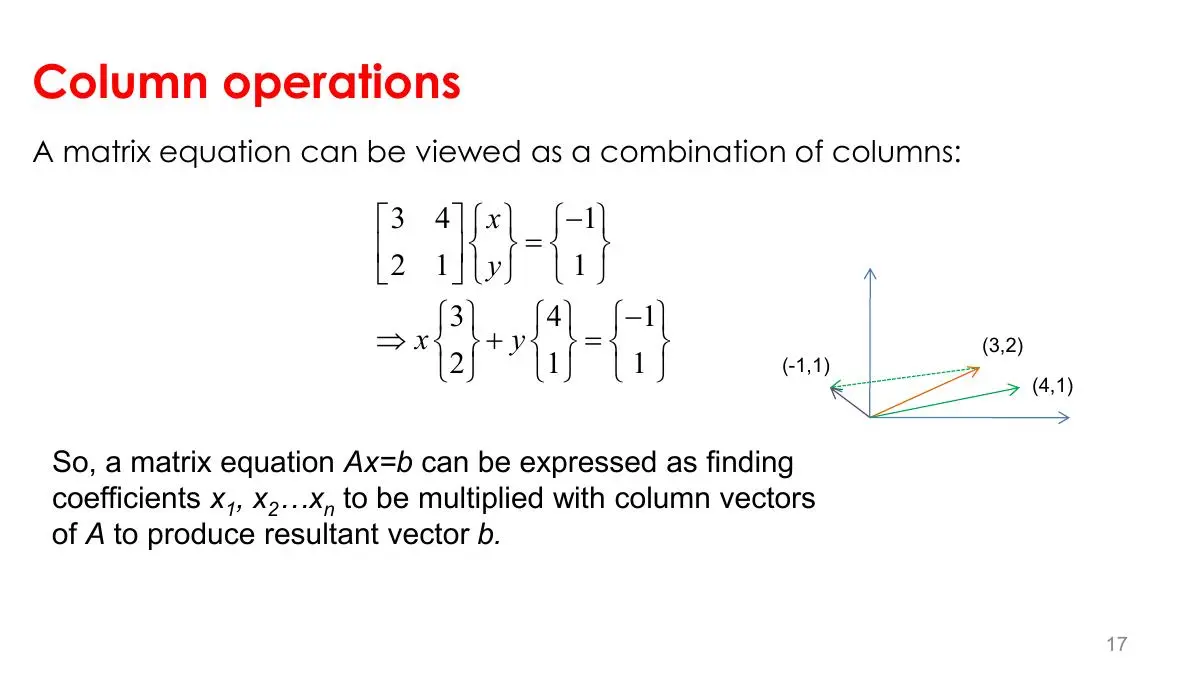 Column operations
A matrix equation can be viewed as a combination of columns:
[3 4; 2 1]{x; y} = {−1; 1}
⇒ x{3; 2} + y{4; 1} = {−1; 1}
(3,2)
(-1,1)
(4,1)
So, a matrix equation Ax=b can be expressed as finding
coefficients x₁, x₂…xₙ to be multiplied with column vectors
of A to produce resultant vector b.
17